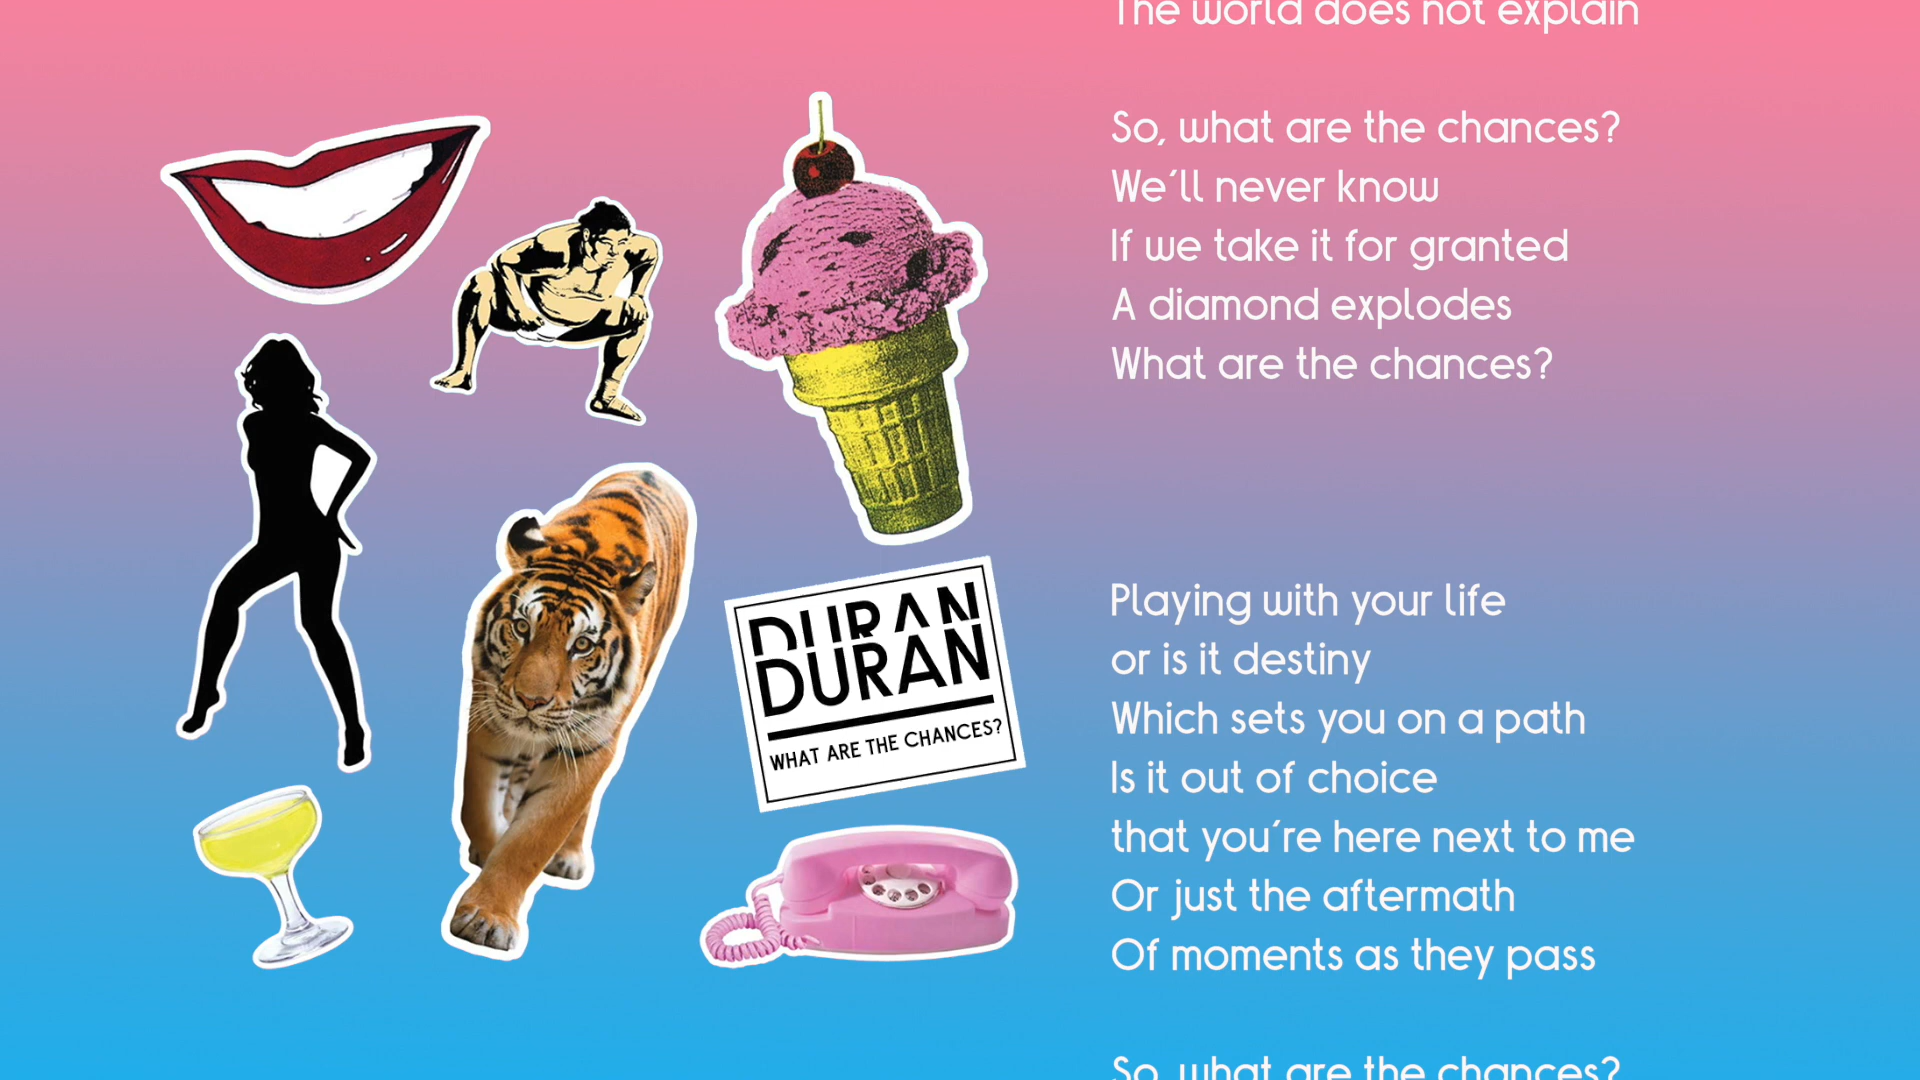 The world does not explain
So, what are the chances?
We'll never know
If we take it for granted
A diamond explodes
What are the chances?
DURAN
DURAN
WHAT ARE THE CHANCES?
Playing with your life
or is it destiny
Which sets you on a path
Is it out of choice
that you're here next to me
Or just the aftermath
Of moments as they pass
So, what are the chances?